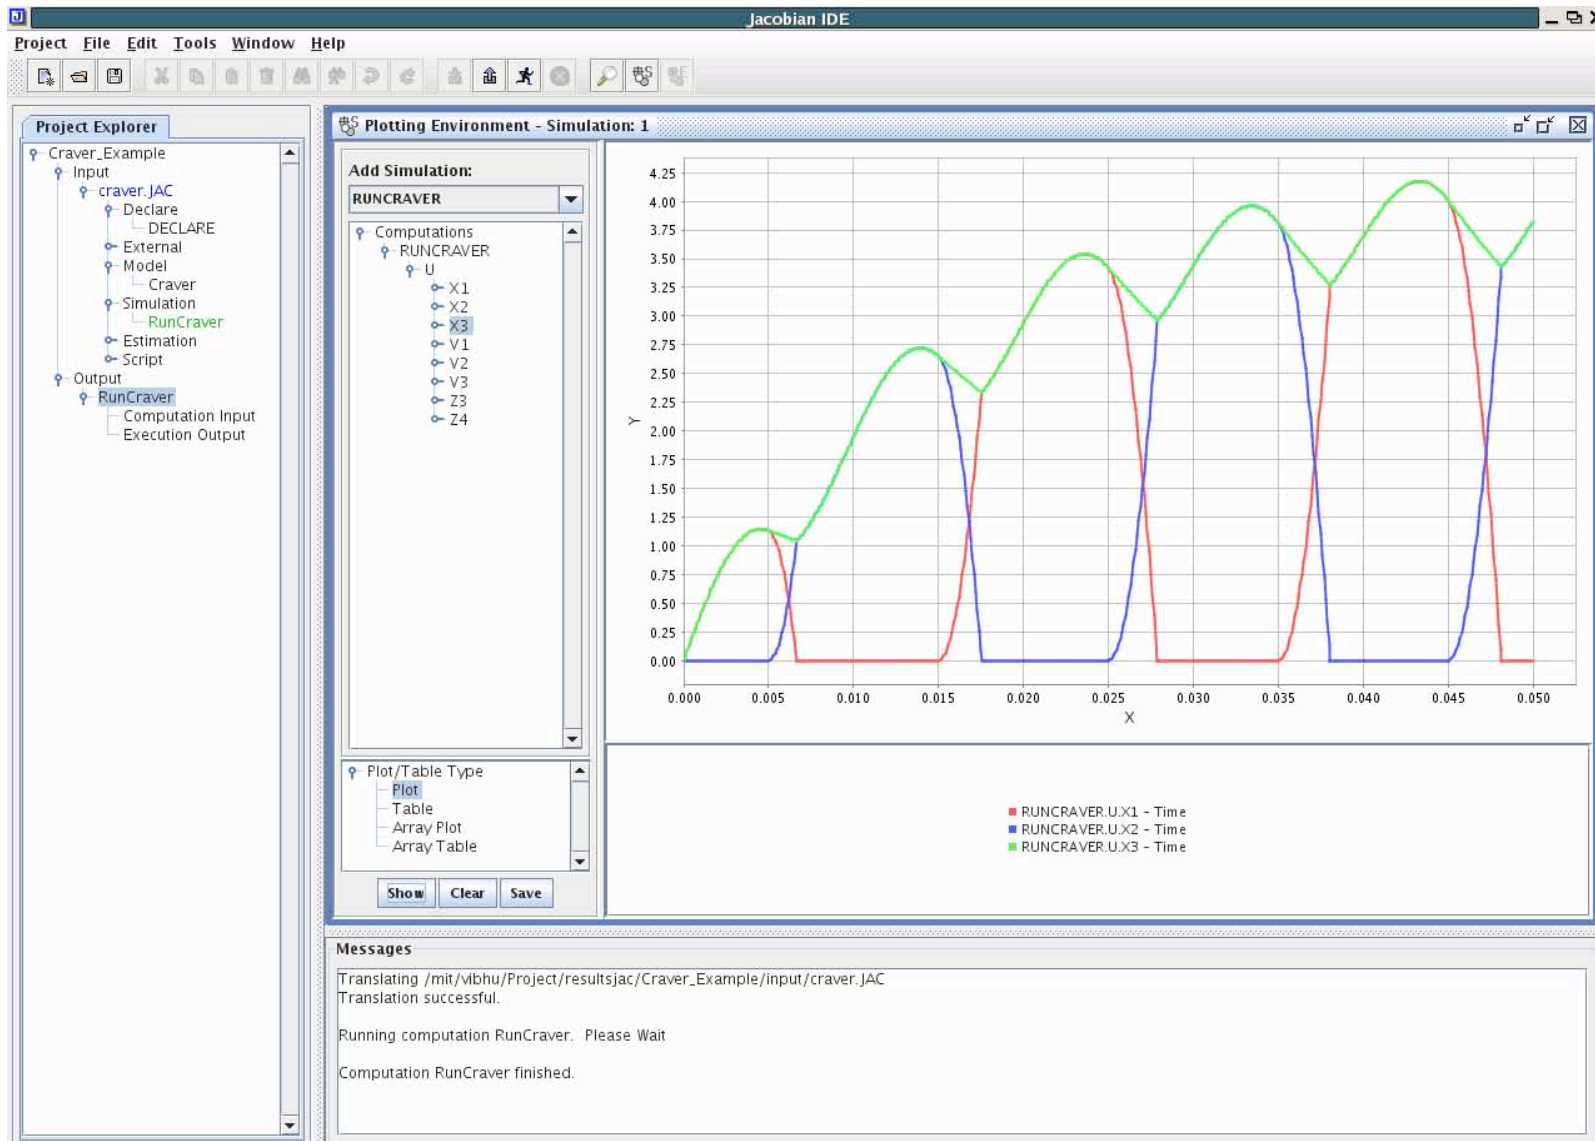 Jacobian IDE
Project File Edit Tools Window Help
Project Explorer
Craver_Example
Input
craver.JAC
Declare
DECLARE
External
Model
Craver
Simulation
RunCraver
Estimation
Script
Output
RunCraver
Computation Input
Execution Output
Plotting Environment - Simulation: 1
Add Simulation:
RUNCRAVER
Computations
RUNCRAVER
U
X1
X2
X3
V1
V2
V3
Z3
Z4
Plot/Table Type
Plot
Table
Array Plot
Array Table
Show Clear Save
4.25
4.00
3.75
3.50
3.25
3.00
2.75
2.50
2.25
2.00
1.75
1.50
1.25
1.00
0.75
0.50
0.25
0.00
Y
0.000 0.005 0.010 0.015 0.020 0.025 0.030 0.035 0.040 0.045 0.050
X
RUNCRAVER.U.X1 - Time
RUNCRAVER.U.X2 - Time
RUNCRAVER.U.X3 - Time
Messages
Translating /mit/vibhu/Project/resultsjac/Craver_Example/input/craver.JAC
Translation successful.
Running computation RunCraver. Please Wait
Computation RunCraver finished.